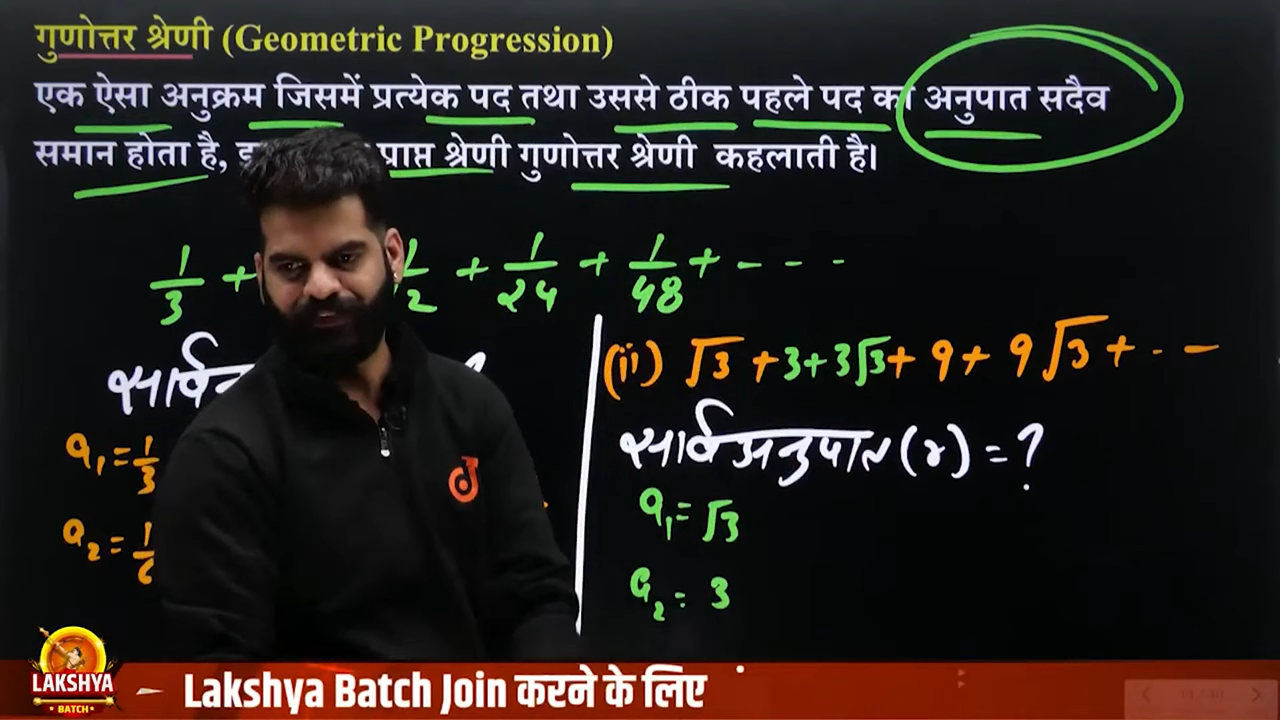 गुणोत्तर श्रेणी (Geometric Progression)
एक ऐसा अनुक्रम जिसमें प्रत्येक पद तथा उससे ठीक पहले पद का अनुपात सदैव
समान होता है, प्राप्त श्रेणी गुणोत्तर श्रेणी कहलाती है।
1/3 + 1/24 + 1/48 + - - -
(ii) √3 + 3 + 3√3 + 9 + 9√3 + - - -
सार्वअनुपात (r) = ?
a₁ = 1/3
a₂ =
a₁ = √3
a₂ = 3
LAKSHYA
BATCH
Lakshya Batch Join करने के लिए